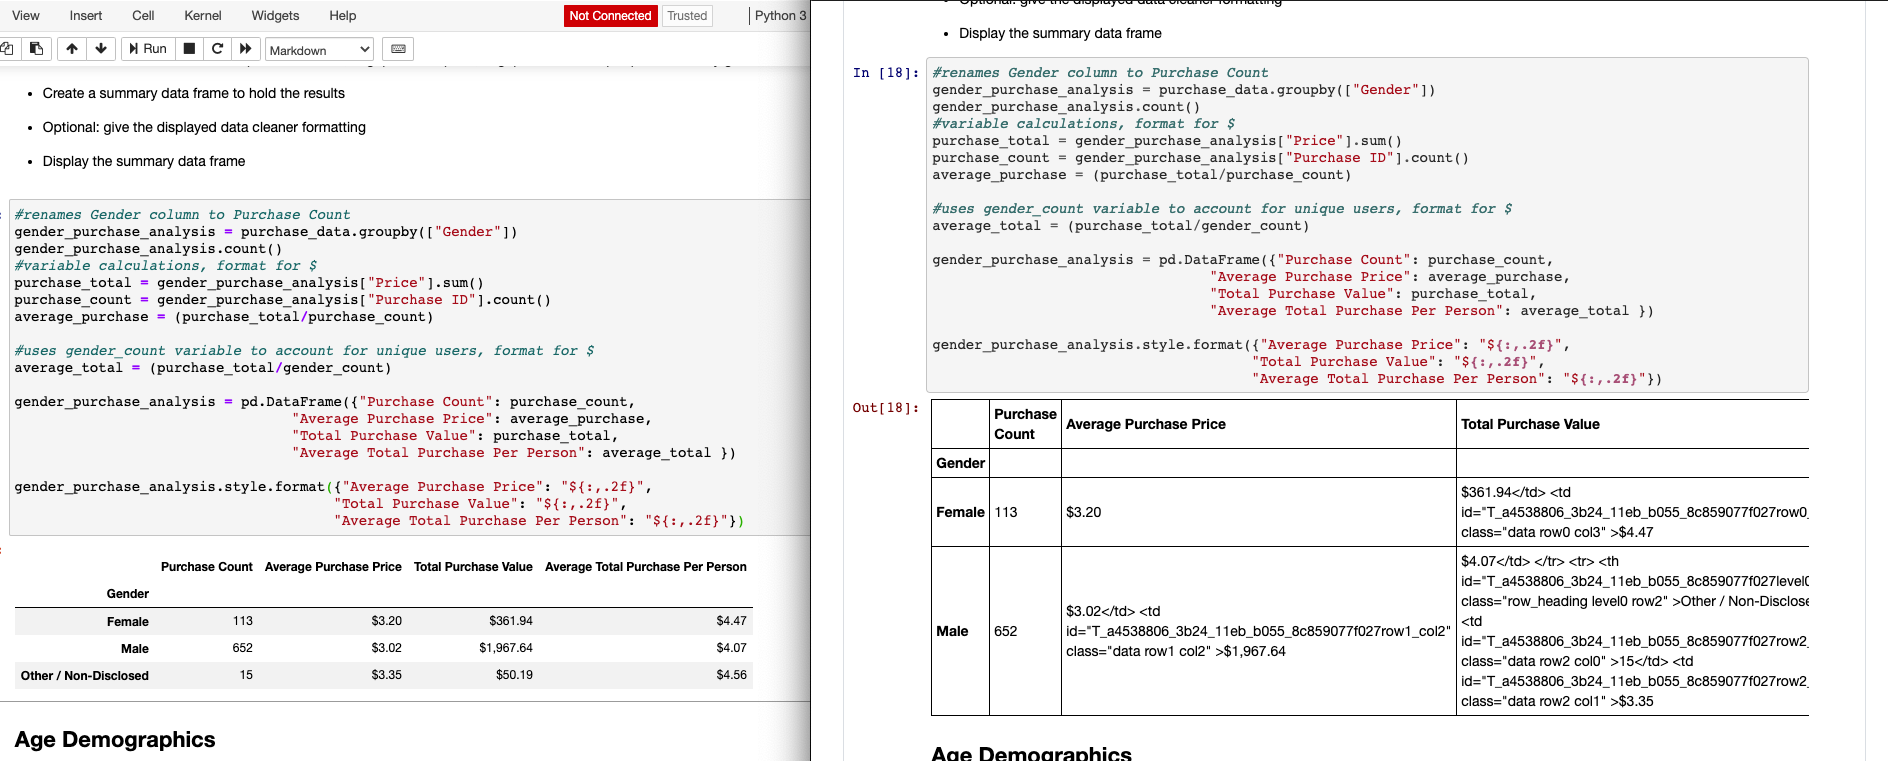 View Insert Cell Kernel Widgets Help Not Connected Trusted Python 3
Run Markdown
• Create a summary data frame to hold the results
• Optional: give the displayed data cleaner formatting
• Display the summary data frame
#renames Gender column to Purchase Count
gender_purchase_analysis = purchase_data.groupby(["Gender"])
gender_purchase_analysis.count()
#variable calculations, format for $
purchase_total = gender_purchase_analysis["Price"].sum()
purchase_count = gender_purchase_analysis["Purchase ID"].count()
average_purchase = (purchase_total/purchase_count)
#uses gender_count variable to account for unique users, format for $
average_total = (purchase_total/gender_count)
gender_purchase_analysis = pd.DataFrame({"Purchase Count": purchase_count,
"Average Purchase Price": average_purchase,
"Total Purchase Value": purchase_total,
"Average Total Purchase Per Person": average_total })
gender_purchase_analysis.style.format({"Average Purchase Price": "${:,.2f}",
"Total Purchase Value": "${:,.2f}",
"Average Total Purchase Per Person": "${:,.2f}"})
Purchase Count Average Purchase Price Total Purchase Value Average Total Purchase Per Person
Gender
Female 113 $3.20 $361.94 $4.47
Male 652 $3.02 $1,967.64 $4.07
Other / Non-Disclosed 15 $3.35 $50.19 $4.56
Age Demographics
• Optional: give the displayed data cleaner formatting
• Display the summary data frame
In [18]:
#renames Gender column to Purchase Count
gender_purchase_analysis = purchase_data.groupby(["Gender"])
gender_purchase_analysis.count()
#variable calculations, format for $
purchase_total = gender_purchase_analysis["Price"].sum()
purchase_count = gender_purchase_analysis["Purchase ID"].count()
average_purchase = (purchase_total/purchase_count)
#uses gender_count variable to account for unique users, format for $
average_total = (purchase_total/gender_count)
gender_purchase_analysis = pd.DataFrame({"Purchase Count": purchase_count,
"Average Purchase Price": average_purchase,
"Total Purchase Value": purchase_total,
"Average Total Purchase Per Person": average_total })
gender_purchase_analysis.style.format({"Average Purchase Price": "${:,.2f}",
"Total Purchase Value": "${:,.2f}",
"Average Total Purchase Per Person": "${:,.2f}"})
Out[18]:
Purchase
Count
Average Purchase Price
Total Purchase Value
Gender
Female 113 $3.20
$361.94</td> <td
id="T_a4538806_3b24_11eb_b055_8c859077f027row0_
class="data row0 col3" >$4.47
Male 652
$3.02</td> <td
id="T_a4538806_3b24_11eb_b055_8c859077f027row1_col2"
class="data row1 col2" >$1,967.64
$4.07</td> </tr> <tr> <th
id="T_a4538806_3b24_11eb_b055_8c859077f027level0
class="row_heading level0 row2" >Other / Non-Disclose
<td
id="T_a4538806_3b24_11eb_b055_8c859077f027row2_
class="data row2 col0" >15</td> <td
id="T_a4538806_3b24_11eb_b055_8c859077f027row2_
class="data row2 col1" >$3.35
Age Demographics